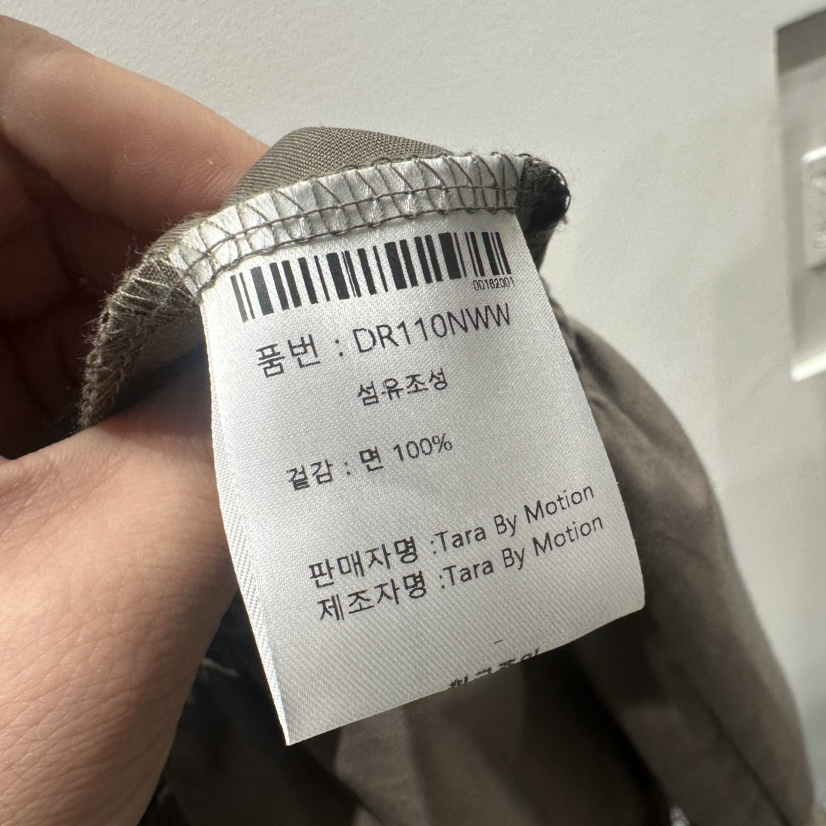 00162001
품번 : DR110NWW
섬유조성
겉감 : 면 100%
판매자명 :Tara By Motion
제조자명 :Tara By Motion